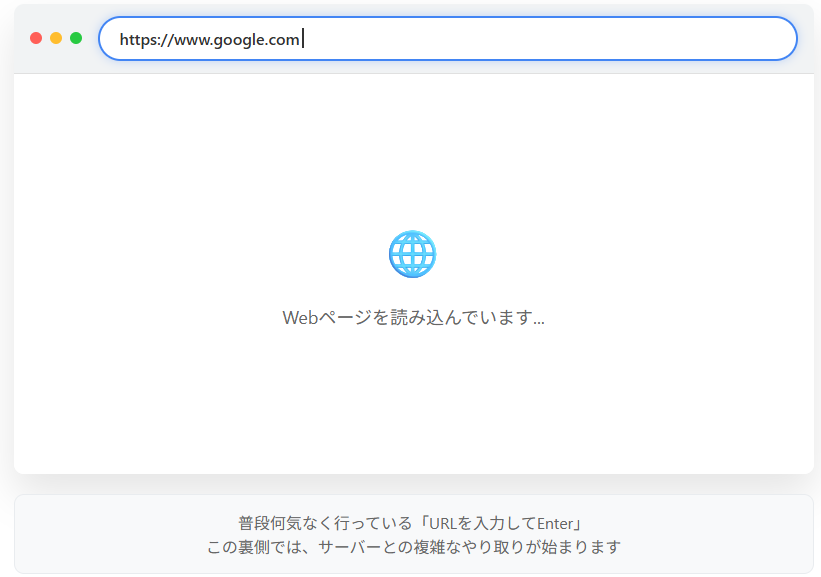 https://www.google.com
Webページを読み込んでいます...
普段何気なく行っている「URLを入力してEnter」
この裏側では、サーバーとの複雑なやり取りが始まります